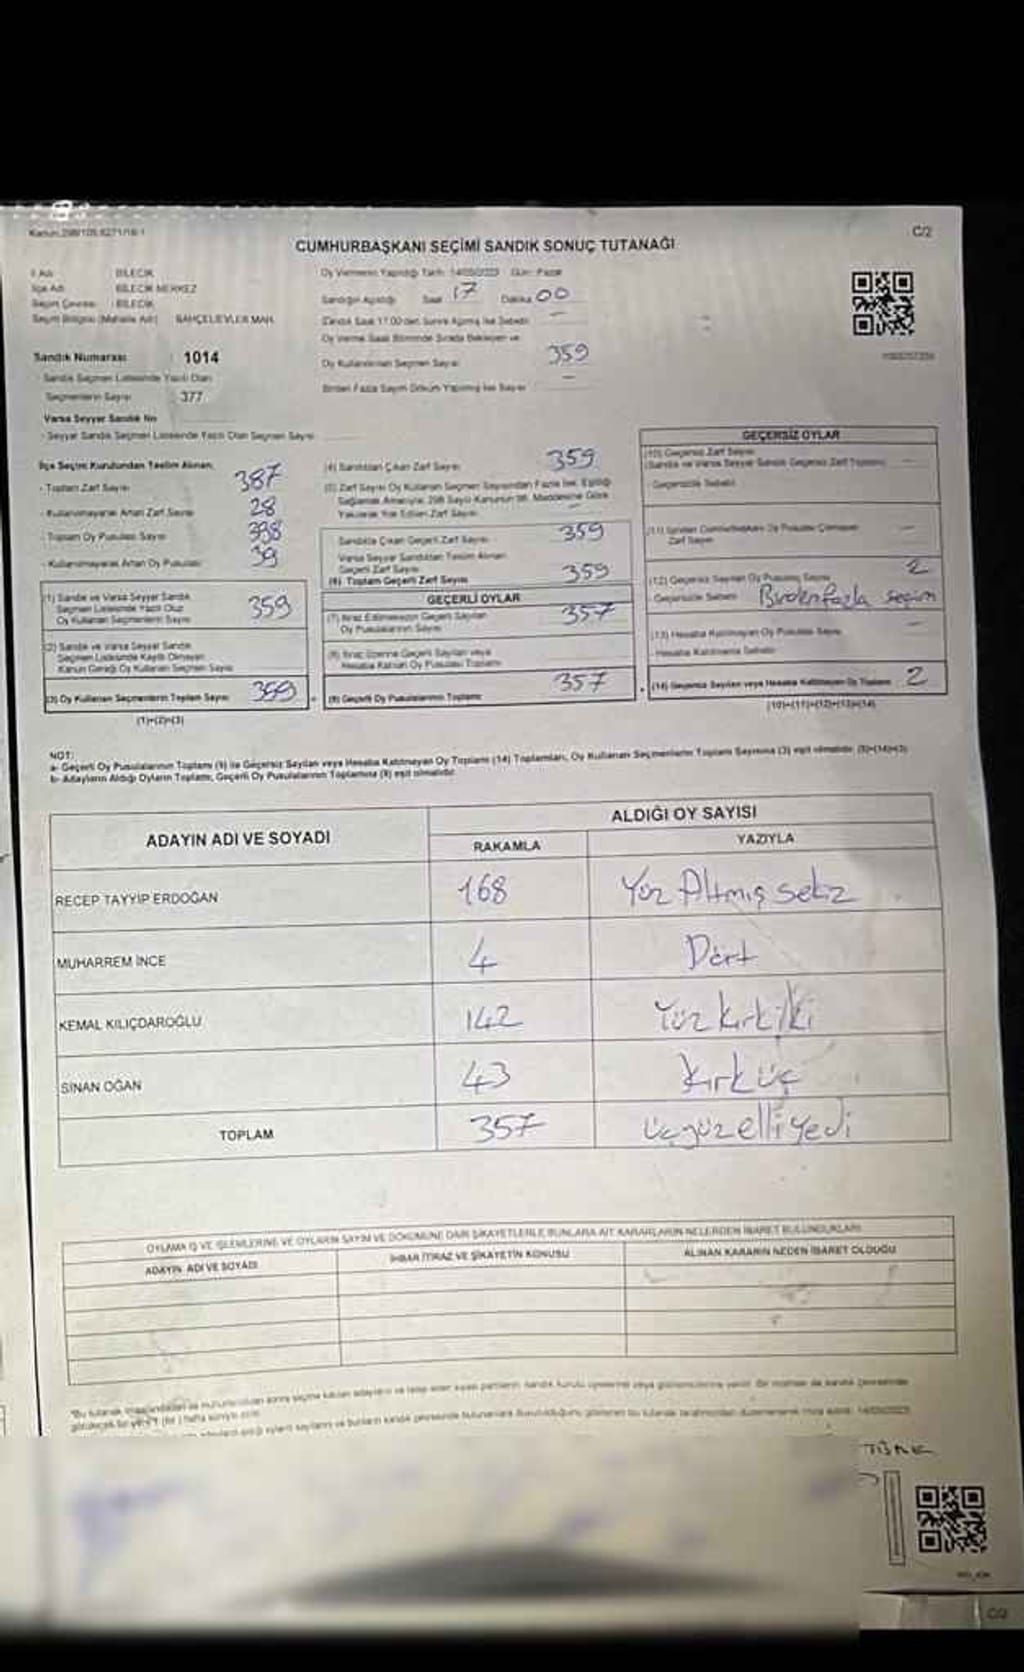 Kanun:298/105,6271/16-1
C/2
CUMHURBAŞKANI SEÇİMİ SANDIK SONUÇ TUTANAĞI
İl Adı : BİLECİK
İlçe Adı : BİLECİK MERKEZ
Seçim Çevresi : BİLECİK
Seçim Bölgesi (Mahalle Adı) : BAHÇELİEVLER MAH.
Sandık Numarası : 1014
Sandık Seçmen Listesinde Yazılı Olan
Seçmenlerin Sayısı : 377
Varsa Seyyar Sandık No
- Seyyar Sandık Seçmen Listesinde Yazılı Olan Seçmen Sayısı
Oy Vermenin Yapıldığı Tarih: 14/05/2023 Gün: Pazar
Sandığın Açıldığı Saat 17 Dakika 00
Sandık Saat 17.00'den Sonra Açılmış İse Sebebi: —
Oy Verme Saati Bitiminde Sırada Bekleyen ve
Oy Kullanan Seçmen Sayısı 359
Birden Fazla Sayım Döküm Yapılmış İse Sayısı —
İlçe Seçim Kurulundan Teslim Alınan;
- Toplam Zarf Sayısı 387
- Kullanılmayarak Artan Zarf Sayısı 28
- Toplam Oy Pusulası Sayısı 398
- Kullanılmayarak Artan Oy Pusulası 39
(1) Sandık ve Varsa Seyyar Sandık
Seçmen Listesinde Yazılı Olup
Oy Kullanan Seçmenlerin Sayısı 359
(2) Sandık ve Varsa Seyyar Sandık
Seçmen Listesinde Kayıtlı Olmayan
Kanun Gereği Oy Kullanan Seçmen Sayısı
(3) Oy Kullanan Seçmenlerin Toplam Sayısı 359
(1)+(2)=(3)
(4) Sandıktan Çıkan Zarf Sayısı 359
(5) Zarf Sayısı Oy Kullanan Seçmen Sayısından Fazla İse, Eşitliği
Sağlamak Amacıyla 298 Sayılı Kanunun 98. Maddesine Göre
Yakılarak Yok Edilen Zarf Sayısı —
Sandıkta Çıkan Geçerli Zarf Sayısı 359
Varsa Seyyar Sandıktan Teslim Alınan
Geçerli Zarf Sayısı
(6) Toplam Geçerli Zarf Sayısı 359
GEÇERLİ OYLAR
(7) İtiraz Edilmeksizin Geçerli Sayılan
Oy Pusulalarının Sayısı 357
(8) İtiraz Üzerine Geçerli Sayılan veya
Hesaba Katılan Oy Pusulası Toplamı
(9) Geçerli Oy Pusulalarının Toplamı 357
GEÇERSİZ OYLAR
(10) Geçersiz Zarf Sayısı
(Sandık ve Varsa Seyyar Sandık Geçersiz Zarf Toplamı) —
- Geçersizlik Sebebi
(11) İçinden Cumhurbaşkanı Oy Pusulası Çıkmayan
Zarf Sayısı —
(12) Geçersiz Sayılan Oy Pusulası Sayısı 2
Geçersizlik Sebebi Birden fazla seçim
(13) Hesaba Katılmayan Oy Pusulası Sayısı —
- Hesaba Katılmama Sebebi
(14) Geçersiz Sayılan veya Hesaba Katılmayan Oy Toplamı 2
(10)+(11)+(12)+(13)=(14)
NOT:
a- Geçerli Oy Pusulalarının Toplamı (9) ile Geçersiz Sayılan veya Hesaba Katılmayan Oy Toplamı (14) Toplamları, Oy Kullanan Seçmenlerin Toplam Sayısına (3) eşit olmalıdır. (9)+(14)=(3)
b- Adayların Aldığı Oyların Toplamı, Geçerli Oy Pusulalarının Toplamına (9) eşit olmalıdır.
ADAYIN ADI VE SOYADI
ALDIĞI OY SAYISI
RAKAMLA YAZIYLA
RECEP TAYYİP ERDOĞAN 168 Yüz Altmış sekiz
MUHARREM İNCE 4 Dört
KEMAL KILIÇDAROĞLU 142 Yüz kırk iki
SİNAN OĞAN 43 kırk üç
TOPLAM 357 üçyüz elli yedi
OYLAMA İŞ VE İŞLEMLERİNE VE OYLARIN SAYIM VE DÖKÜMÜNE DAİR ŞİKAYETLERLE BUNLARA AİT KARARLARIN NELERDEN İBARET BULUNDUKLARI
ADAYIN ADI VE SOYADI
İHBAR İTİRAZ VE ŞİKAYETİN KONUSU
ALINAN KARARIN NEDEN İBARET OLDUĞU
C/2